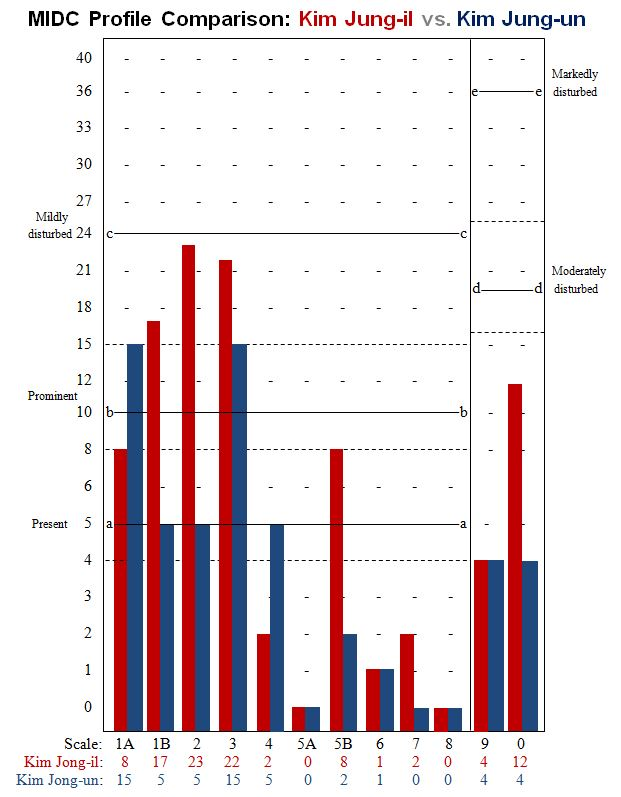 MIDC Profile Comparison: Kim Jung-il vs. Kim Jung-un
40 - - - - - - - - - - - -
Markedly
36 - - - - - - - - - - e e disturbed
33 - - - - - - - - - - - -
30 - - - - - - - - - - - -
27 - - - - - - - - - - - -
Mildly
disturbed 24 c c
21 - - - - - - - - - - Moderately
d d disturbed
18 - - - - - - - - - -
15 - -
12 - - - - - - - - - - - -
Prominent
10 b b
8 - -
6 - - - - - - - - - - - -
Present 5 a a - -
4
3 - - - - - - - - - -
2 - - - - - - - - - -
1 - - -
0
Scale: 1A 1B 2 3 4 5A 5B 6 7 8 9 0
Kim Jong-il: 8 17 23 22 2 0 8 1 2 0 4 12
Kim Jong-un: 15 5 5 15 5 0 2 1 0 0 4 4